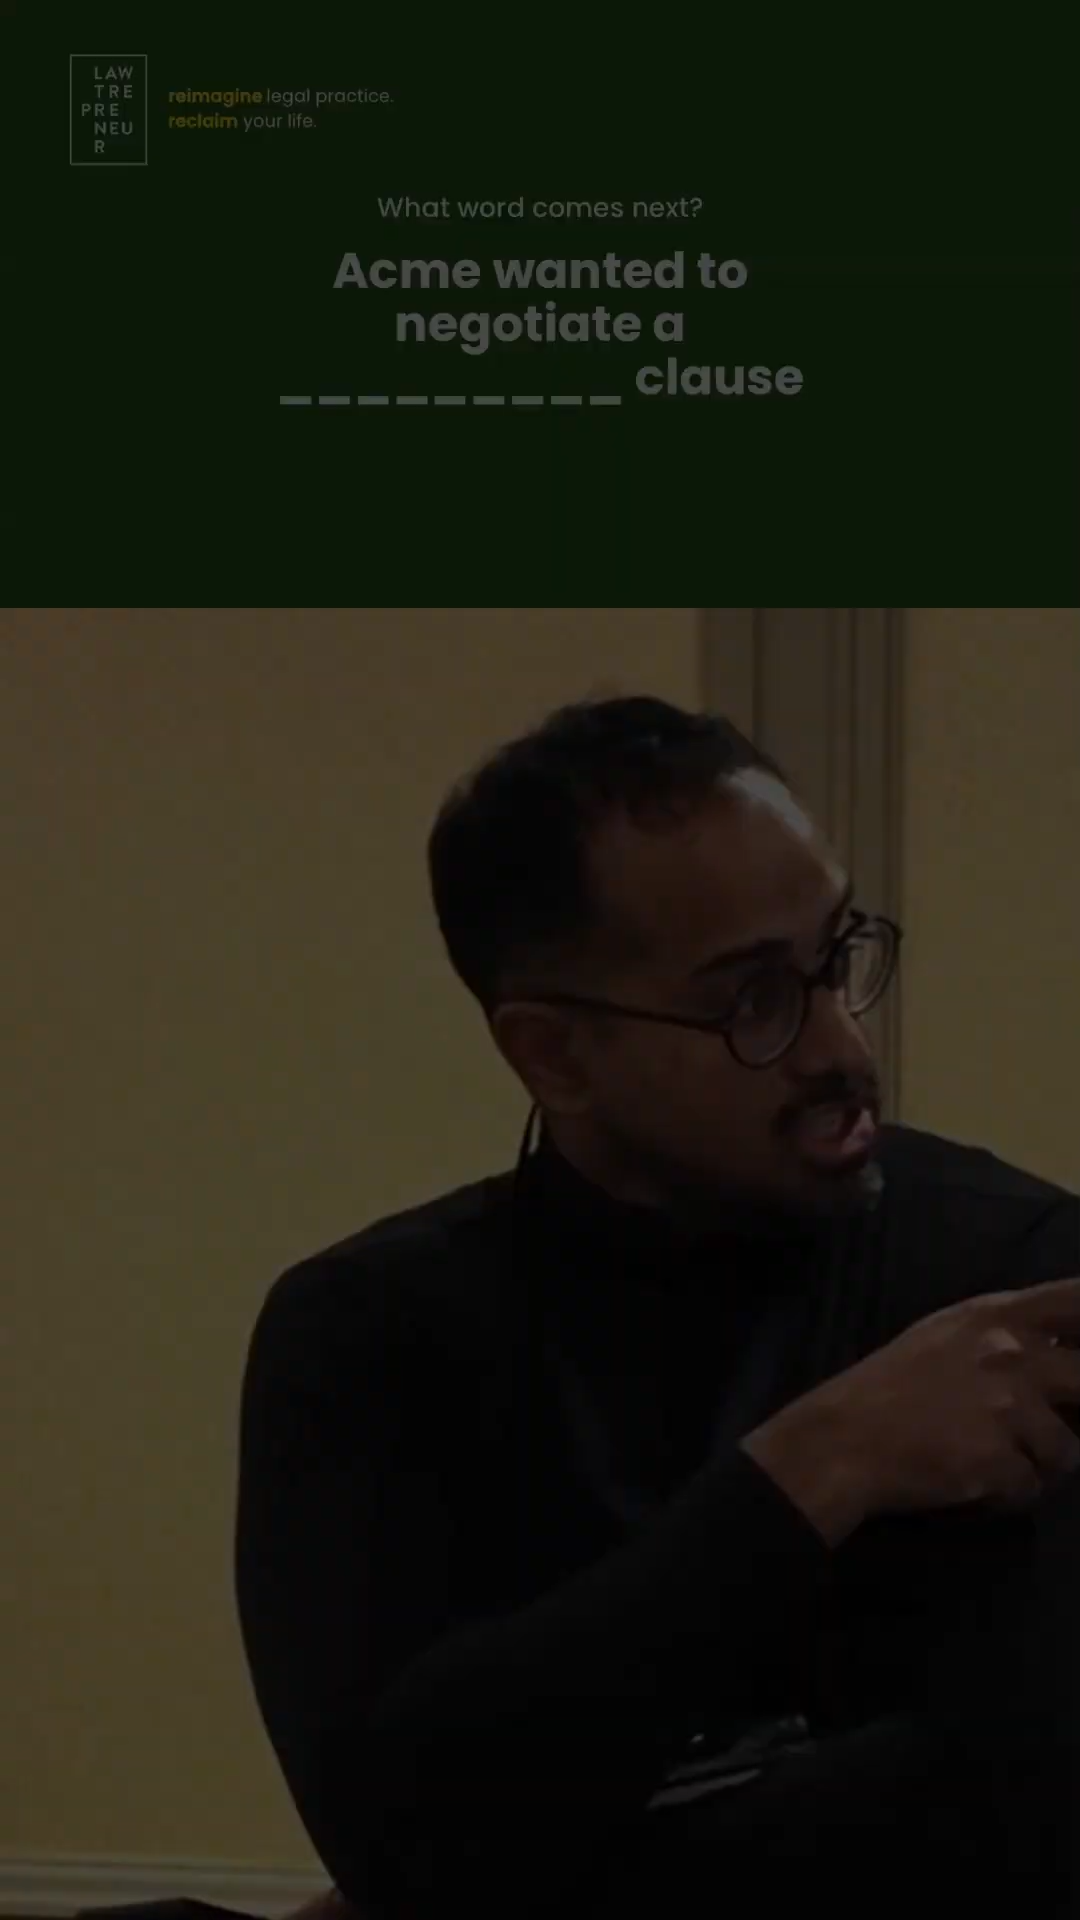 LAW
TRE
PRE
NEU
R
reimagine legal practice.
reclaim your life.
What word comes next?
Acme wanted to
negotiate a
_ _ _ _ _ _ _ _ _ clause